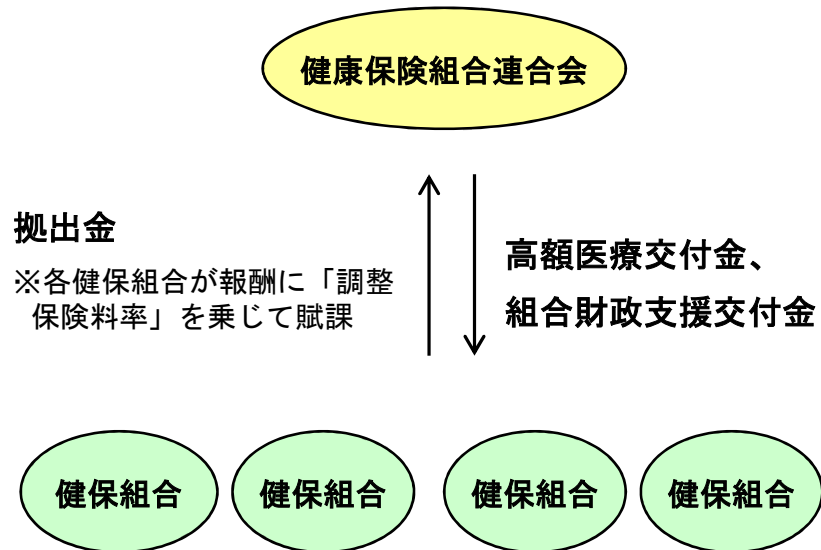 健康保険組合連合会
拠出金
※各健保組合が報酬に「調整
保険料率」を乗じて賦課
高額医療交付金、
組合財政支援交付金
健保組合
健保組合
健保組合
健保組合